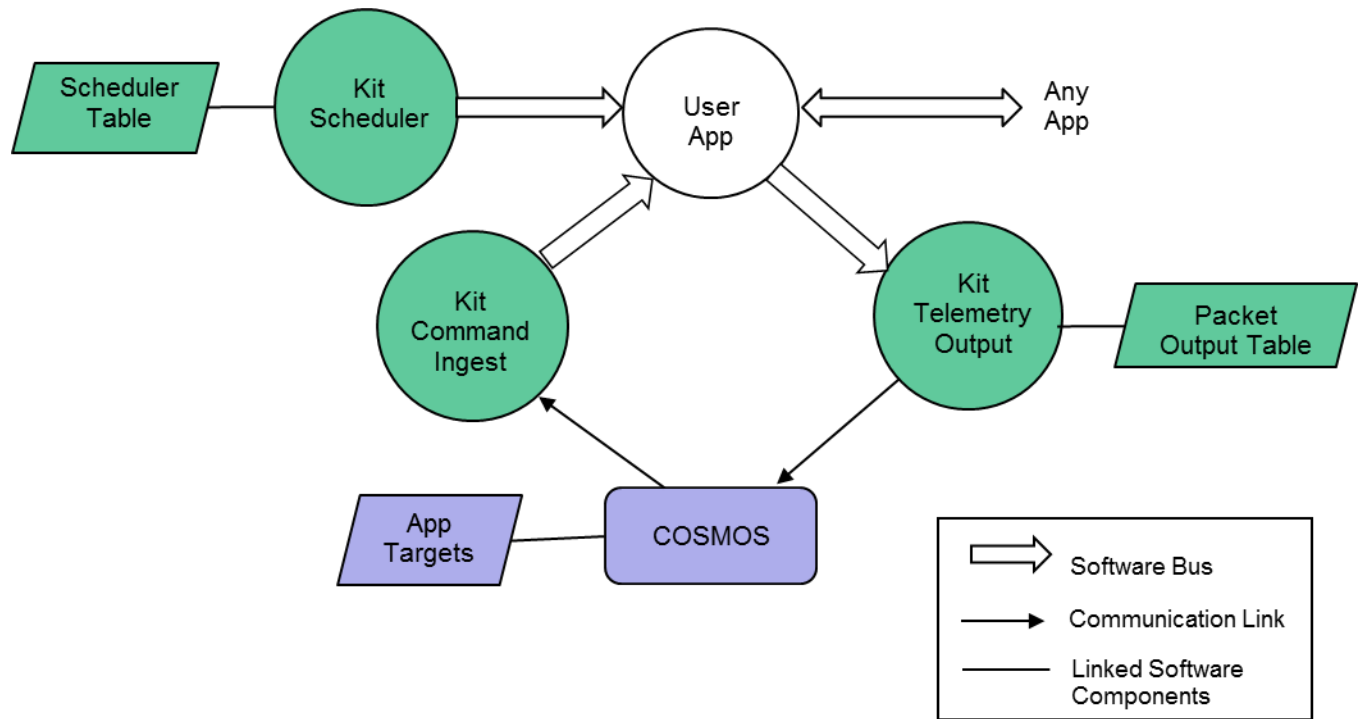 Scheduler
Table
Kit
Scheduler
User
App
Any
App
Kit
Command
Ingest
Kit
Telemetry
Output
Packet
Output Table
App
Targets
COSMOS
Software Bus
Communication Link
Linked Software
Components